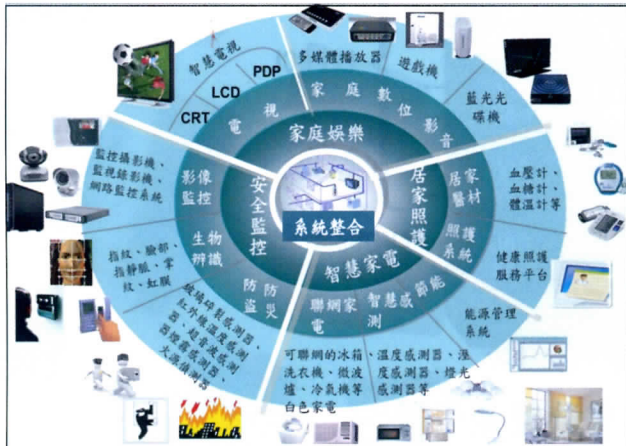 智慧電視
PDP
LCD
CRT
多媒體播放器
遊戲機
藍光光
碟機
電視
家庭數位影音
家庭娛樂
監控攝影機、
監視錄影機、
網路監控系統
影像
監控
安全監控
系統整合
居家照護
居家
醫材
血壓計、
血糖計、
體溫計等
生物
辨識
照護
系統
指紋、臉部、
指靜脈、掌
紋、虹膜
健康照護
服務平台
智慧家電
防盜
防災
聯網家電
智慧感測
節能
能源管理
系統
玻璃破裂感測器、
紅外線溫度感測
器、超音波感測
器煙霧感測器、
火源偵測器
可聯網的冰箱、
洗衣機、微波
爐、冷氣機等
白色家電
溫度感測器、溼
度感測器、燈光
感測器等